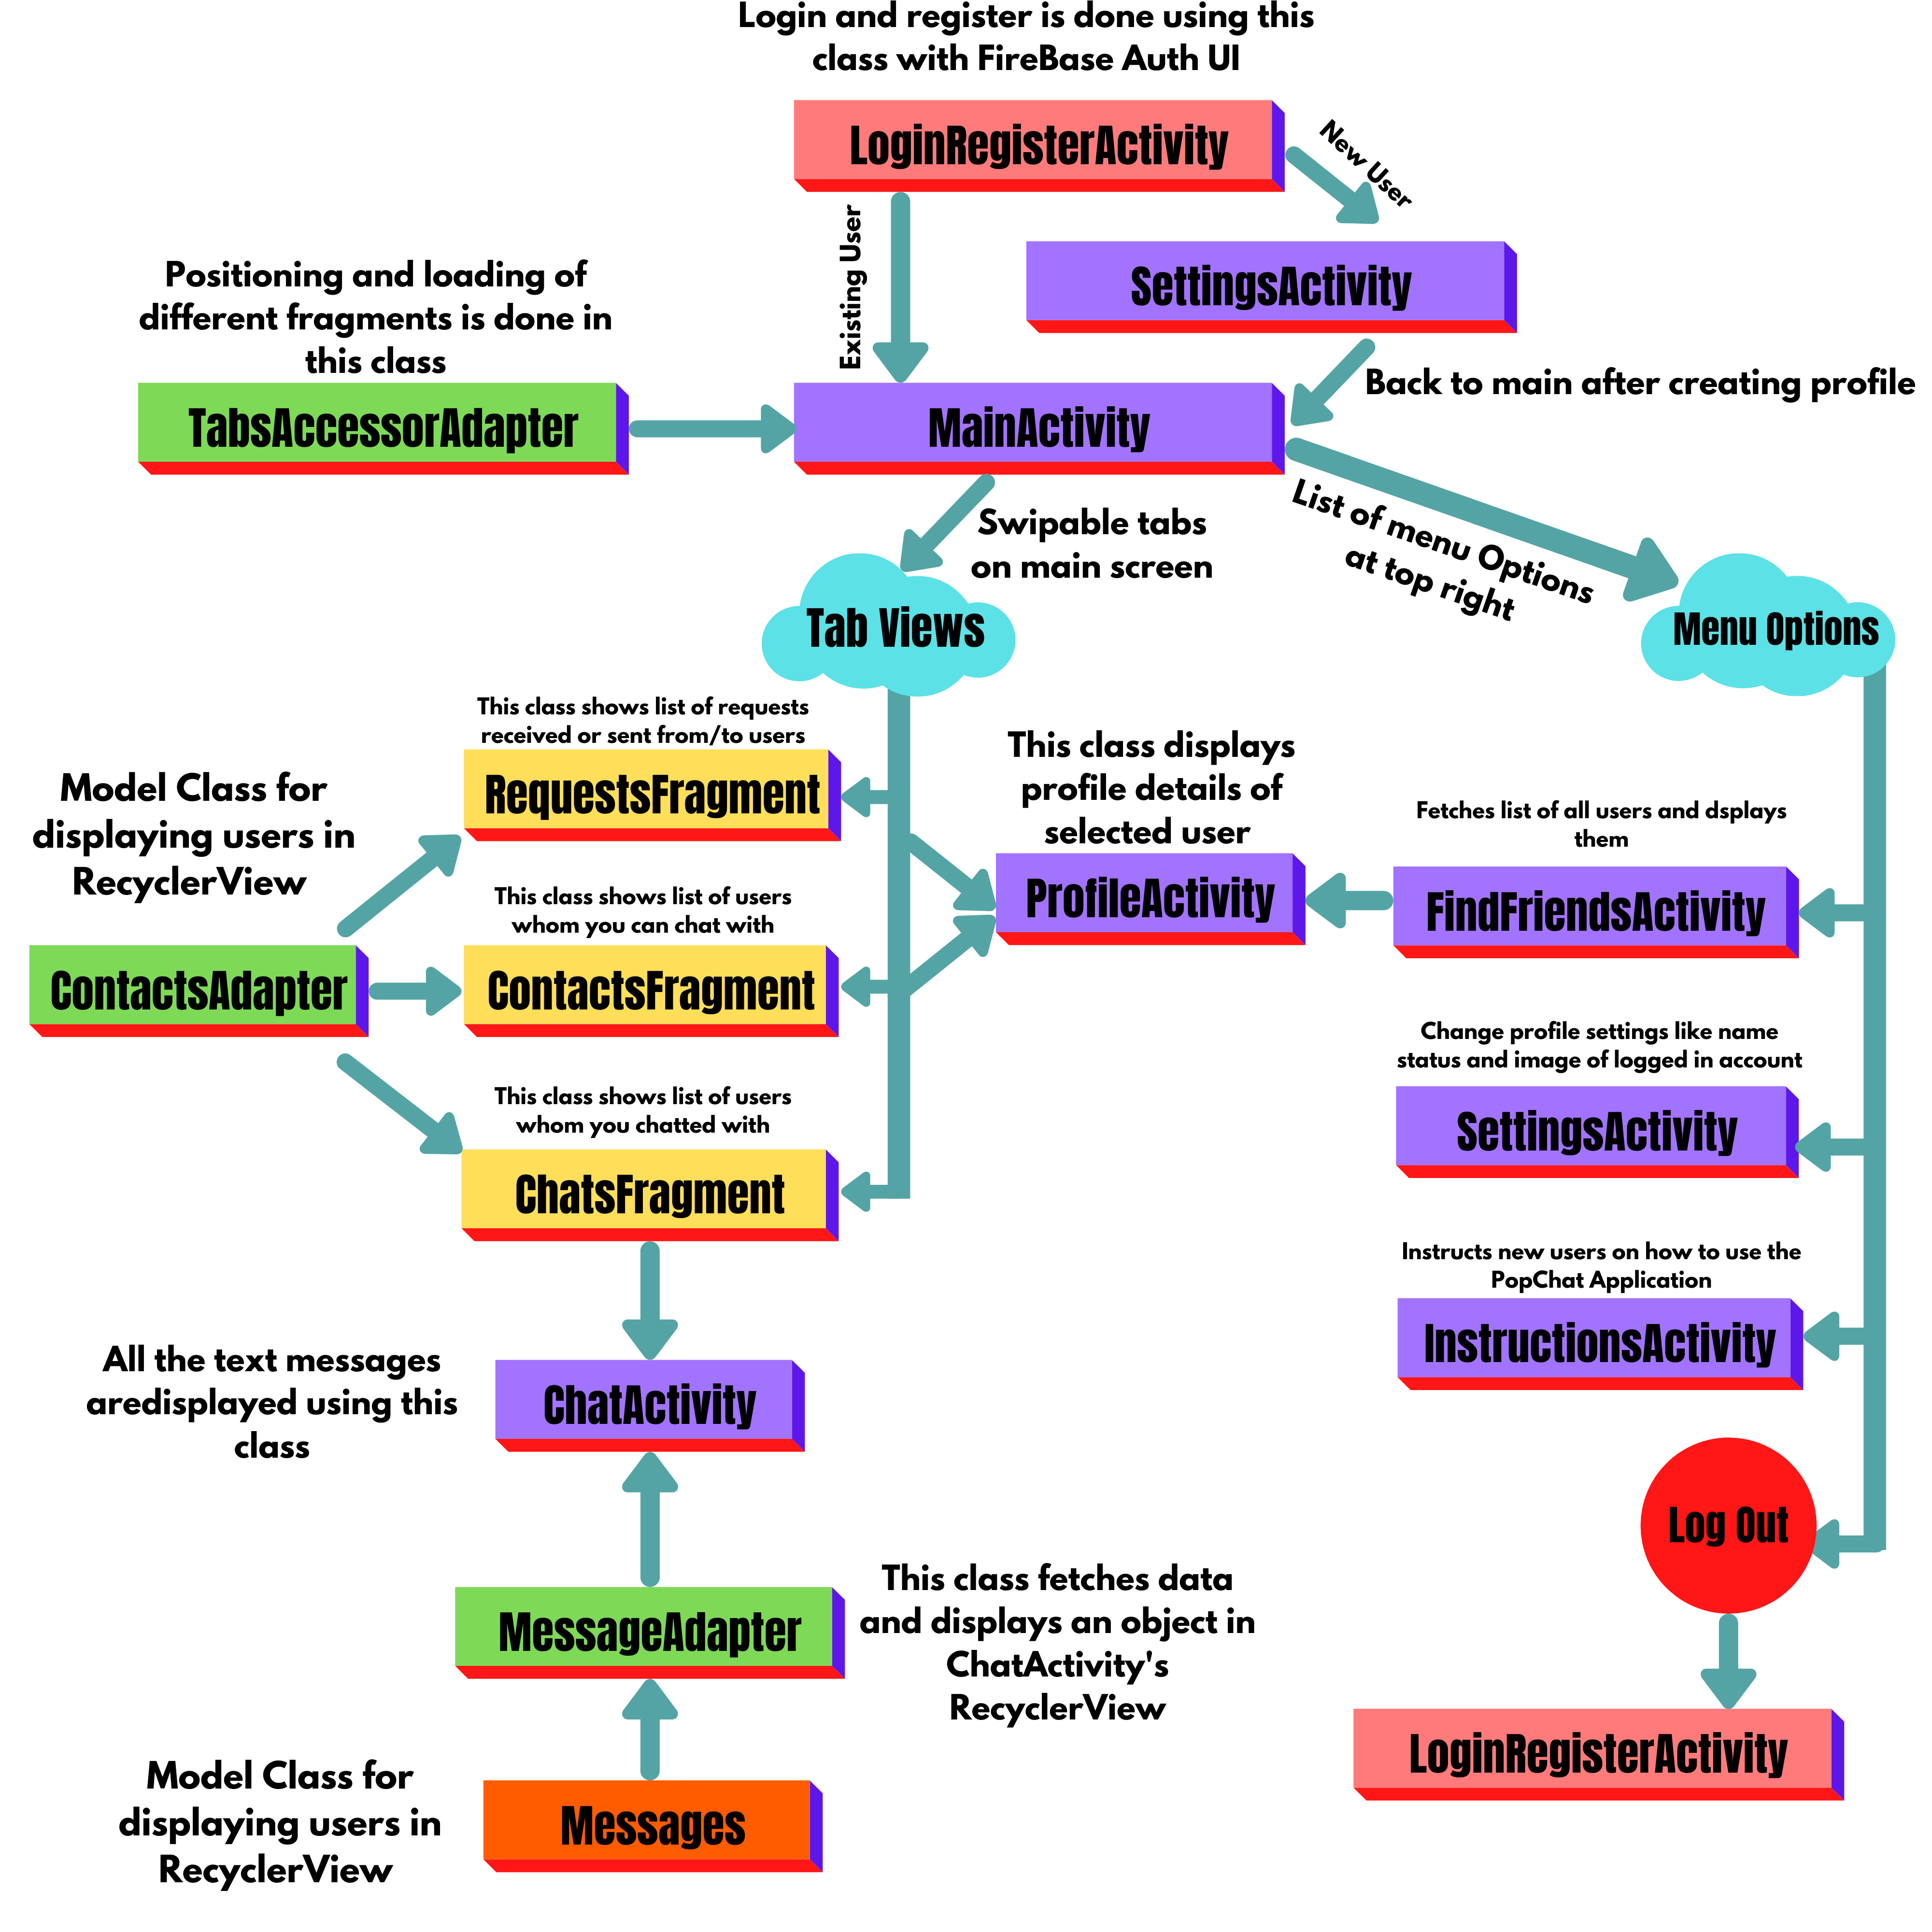 Login and register is done using this
class with FireBase Auth UI
LoginRegisterActivity
New User
Existing User
SettingsActivity
Positioning and loading of
different fragments is done in
this class
Back to main after creating profile
TabsAccessorAdapter
MainActivity
Swipable tabs
on main screen
List of menu Options
at top right
Tab Views
Menu Options
This class shows list of requests
received or sent from/to users
RequestsFragment
Model Class for
displaying users in
RecyclerView
This class displays
profile details of
selected user
ProfileActivity
Fetches list of all users and dsplays
them
FindFriendsActivity
This class shows list of users
whom you can chat with
ContactsAdapter
ContactsFragment
Change profile settings like name
status and image of logged in account
SettingsActivity
This class shows list of users
whom you chatted with
ChatsFragment
Instructs new users on how to use the
PopChat Application
InstructionsActivity
All the text messages
aredisplayed using this
class
ChatActivity
Log Out
This class fetches data
and displays an object in
ChatActivity's
RecyclerView
MessageAdapter
LoginRegisterActivity
Model Class for
displaying users in
RecyclerView
Messages